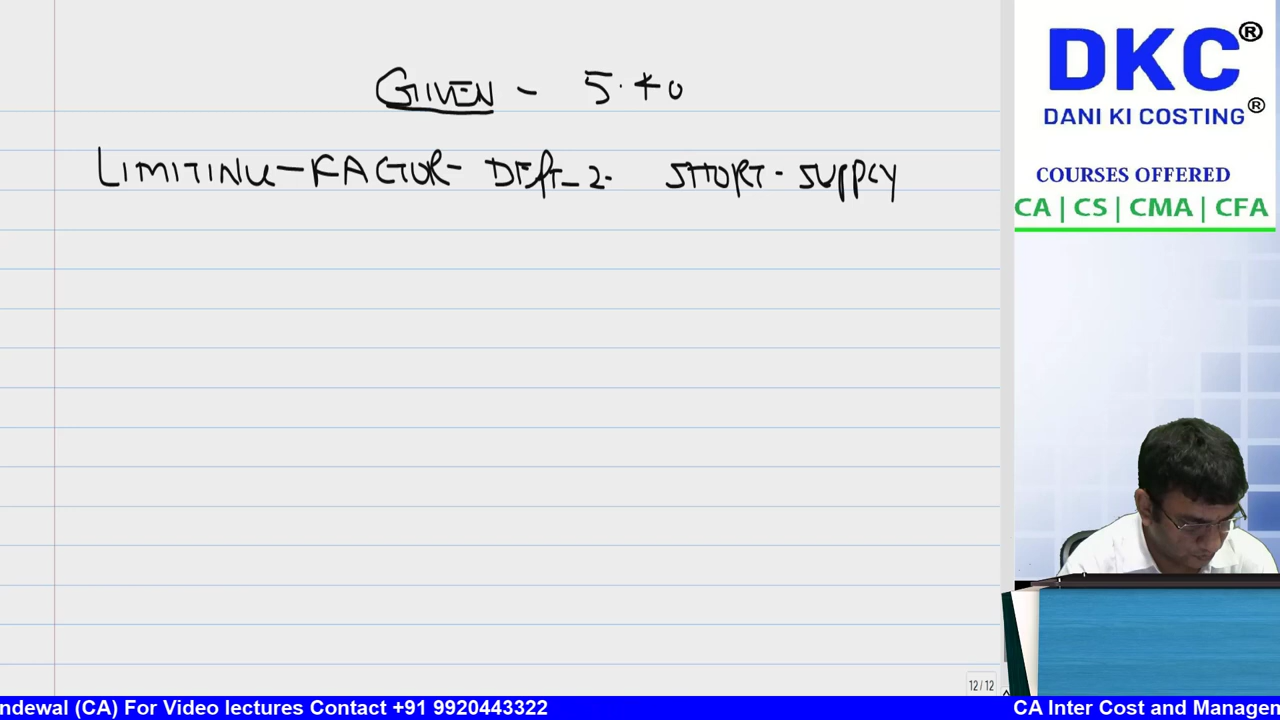 GIVEN - 5.40
LIMITING-FACTOR- DEPT-2. SHORT-SUPPLY
DKC®
DANI KI COSTING®
COURSES OFFERED
CA | CS | CMA | CFA
12/12
ndewal (CA) For Video lectures Contact +91 9920443322
CA Inter Cost and Managen